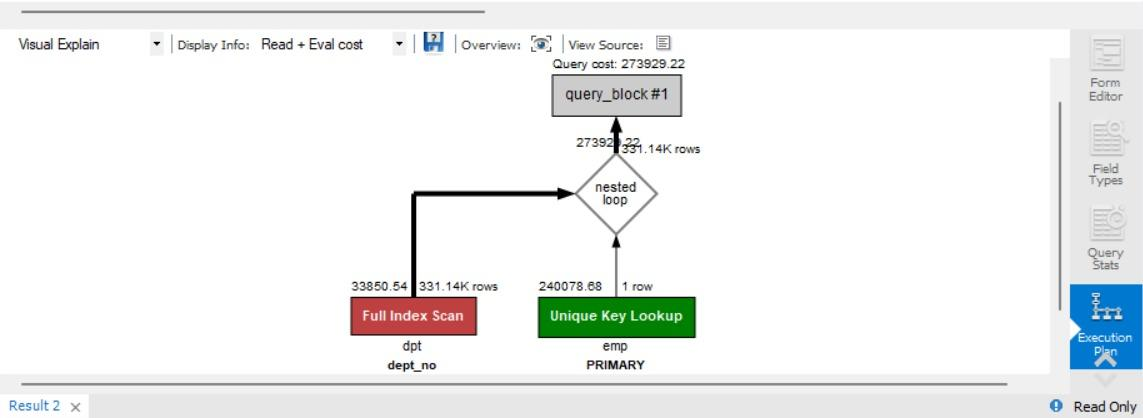 Visual Explain
Display Info: Read + Eval cost
Overview:
View Source:
Query cost: 273929.22
query_block #1
273929.22
331.14K rows
nested
loop
33850.54 331.14K rows
240078.68 1 row
Full Index Scan
Unique Key Lookup
dpt
emp
dept_no
PRIMARY
Form
Editor
Field
Types
Query
Stats
Execution
Plan
Result 2
Read Only